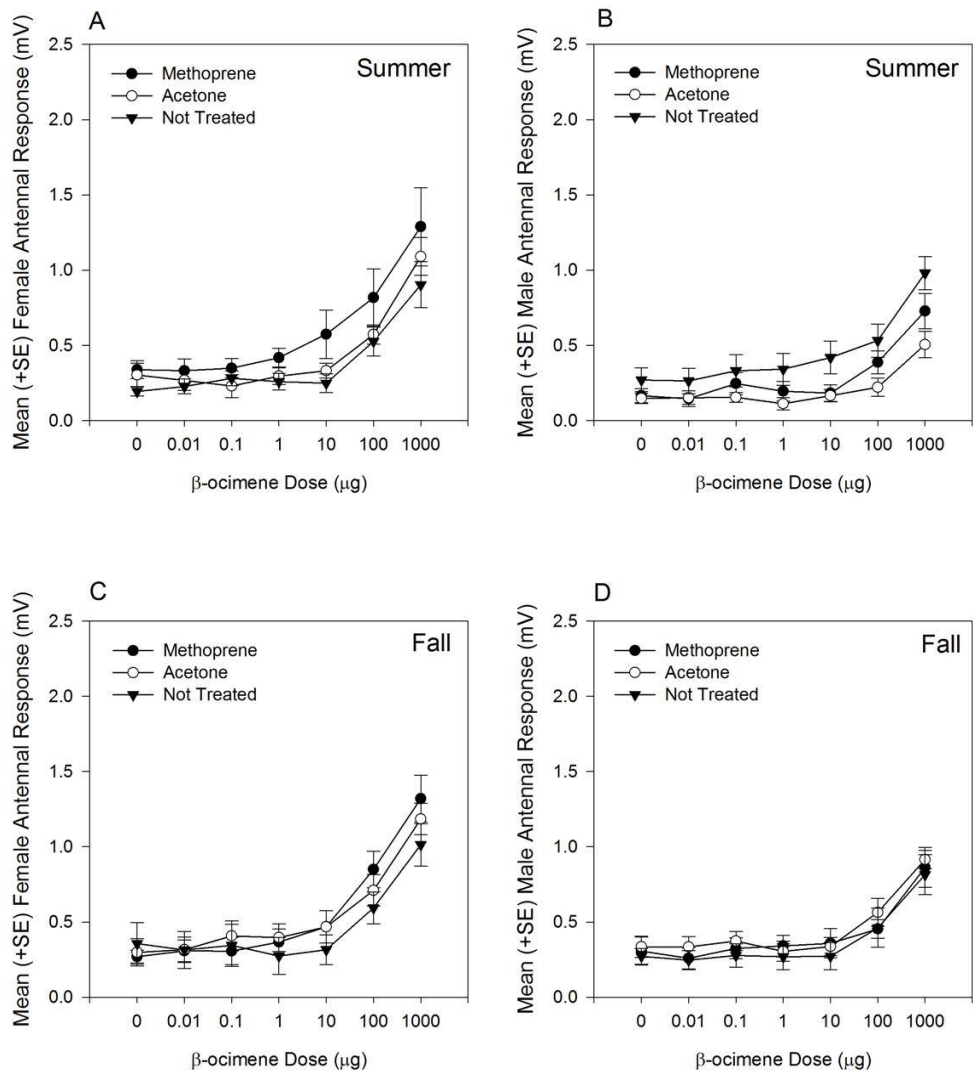 A
Mean (+SE) Female Antennal Response (mV)
2.5
2.0
1.5
1.0
0.5
0.0
Summer
Methoprene
Acetone
Not Treated
0 0.01 0.1 1 10 100 1000
β-ocimene Dose (μg)
B
Mean (+SE) Male Antennal Response (mV)
2.5
2.0
1.5
1.0
0.5
0.0
Summer
Methoprene
Acetone
Not Treated
0 0.01 0.1 1 10 100 1000
β-ocimene Dose (μg)
C
Mean (+SE) Female Antennal Response (mV)
2.5
2.0
1.5
1.0
0.5
0.0
Fall
Methoprene
Acetone
Not Treated
0 0.01 0.1 1 10 100 1000
β-ocimene Dose (μg)
D
Mean (+SE) Male Antennal Response (mV)
2.5
2.0
1.5
1.0
0.5
0.0
Fall
Methoprene
Acetone
Not Treated
0 0.01 0.1 1 10 100 1000
β-ocimene Dose (μg)